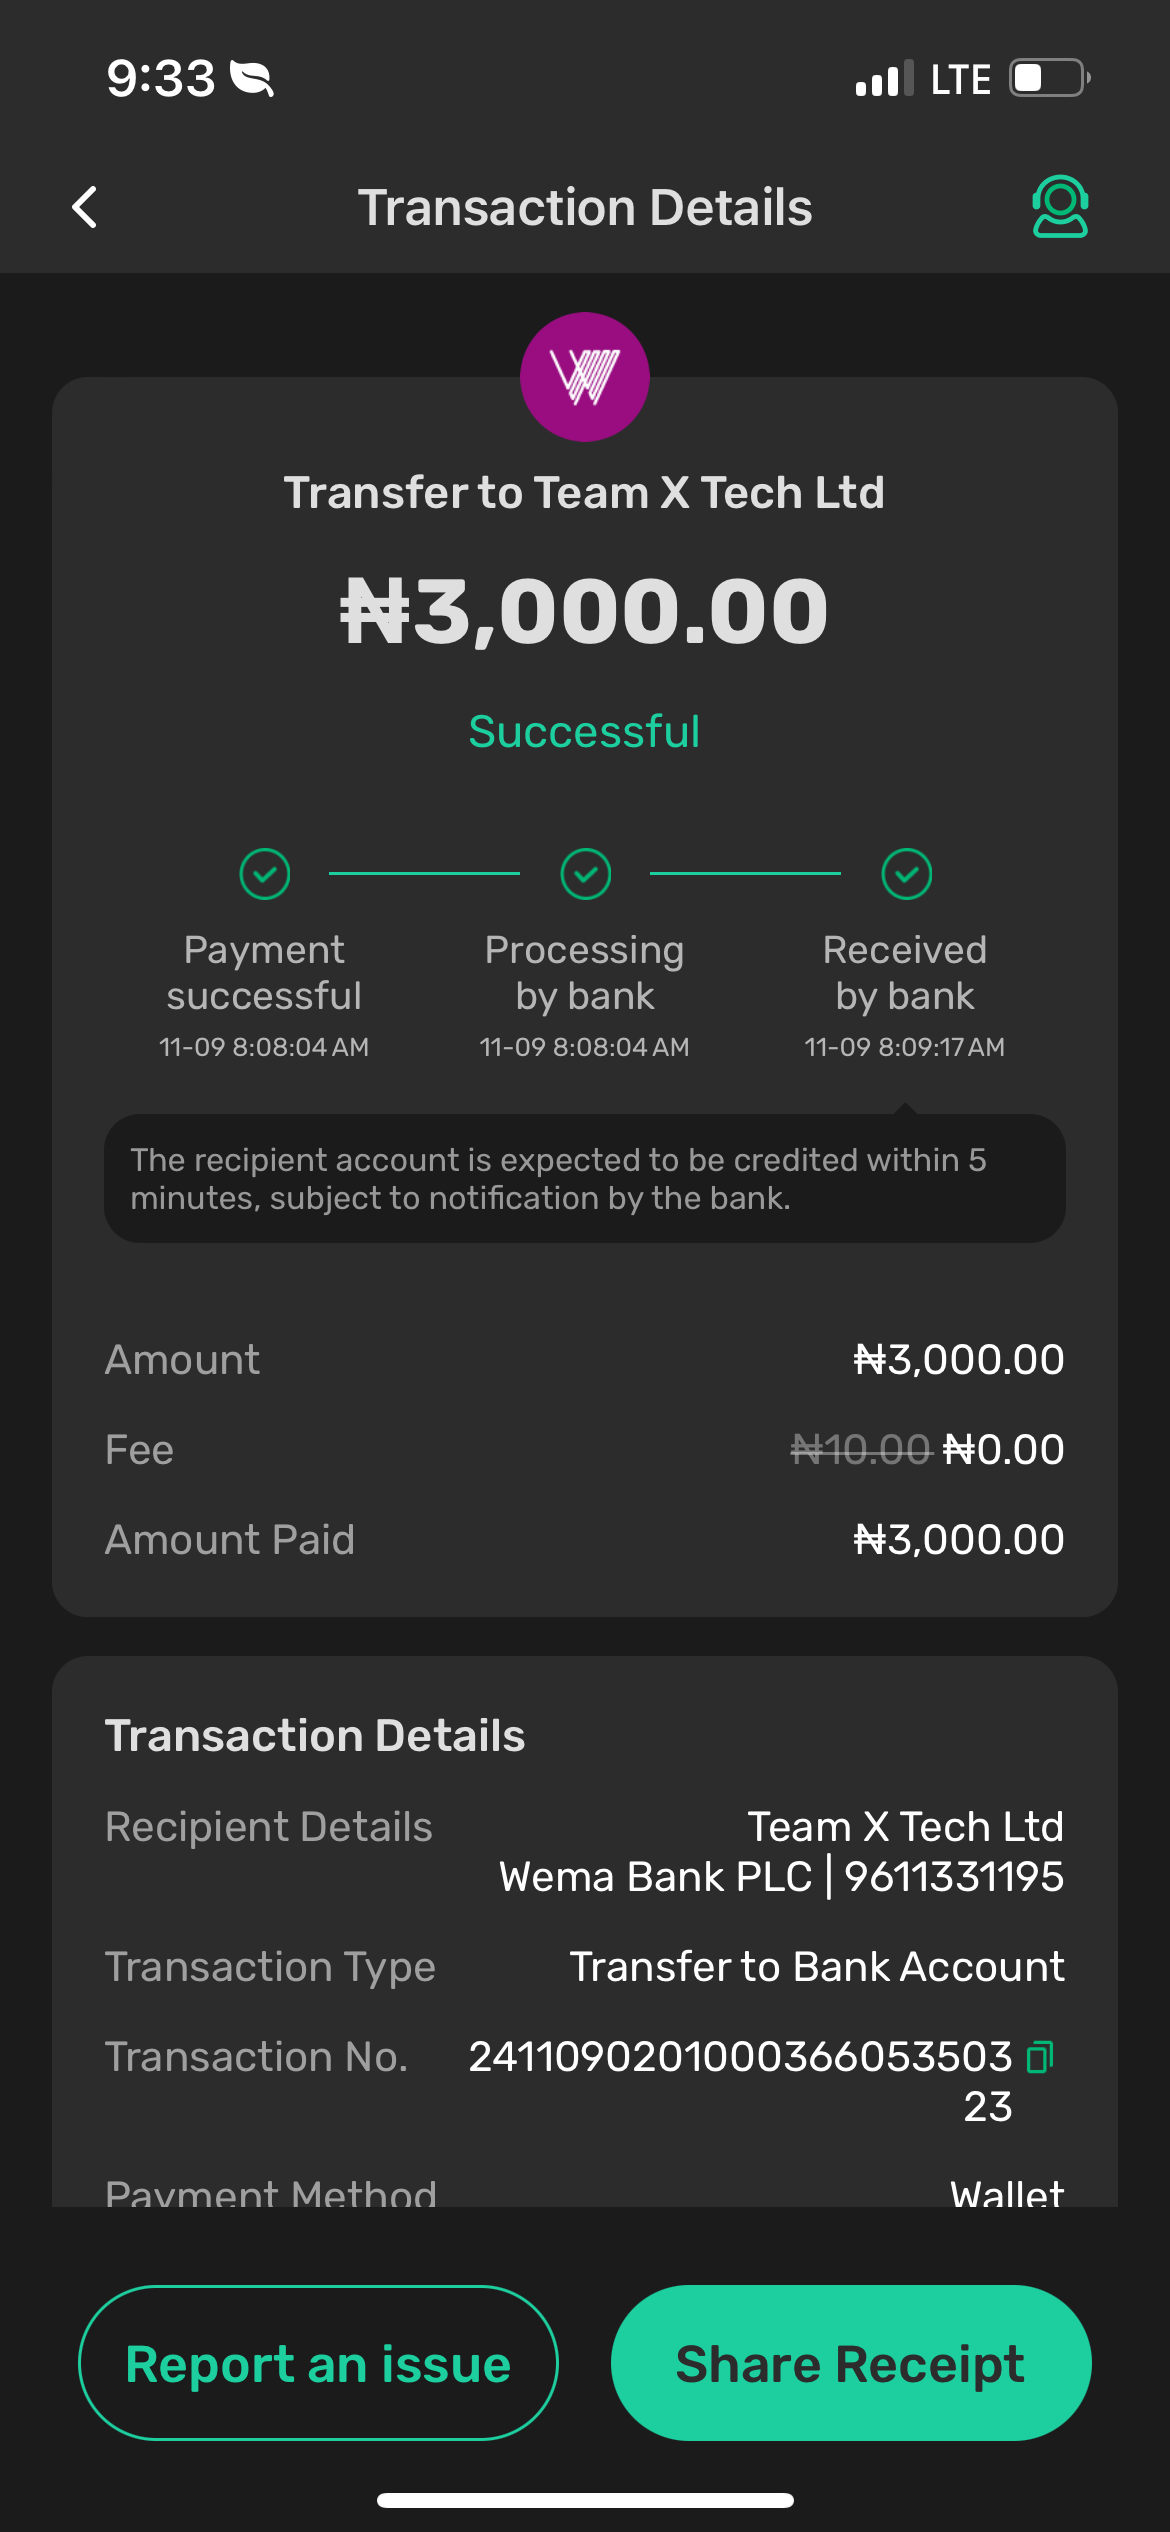 9:33
LTE
Transaction Details
Transfer to Team X Tech Ltd
₦3,000.00
Successful
Payment
successful
11-09 8:08:04 AM
Processing
by bank
11-09 8:08:04 AM
Received
by bank
11-09 8:09:17 AM
The recipient account is expected to be credited within 5
minutes, subject to notification by the bank.
Amount ₦3,000.00
Fee ₦10.00 ₦0.00
Amount Paid ₦3,000.00
Transaction Details
Recipient Details Team X Tech Ltd
Wema Bank PLC | 9611331195
Transaction Type Transfer to Bank Account
Transaction No. 2411090201000366053503
23
Payment Method Wallet
Report an issue
Share Receipt